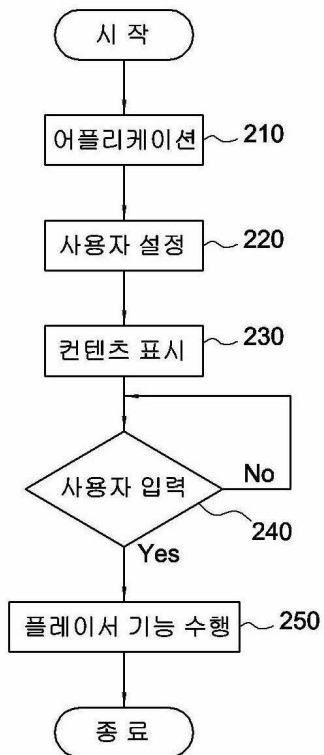 시 작
어플리케이션
210
사용자 설정
220
컨텐츠 표시
230
사용자 입력
No
240
Yes
플레이서 기능 수행
250
종 료